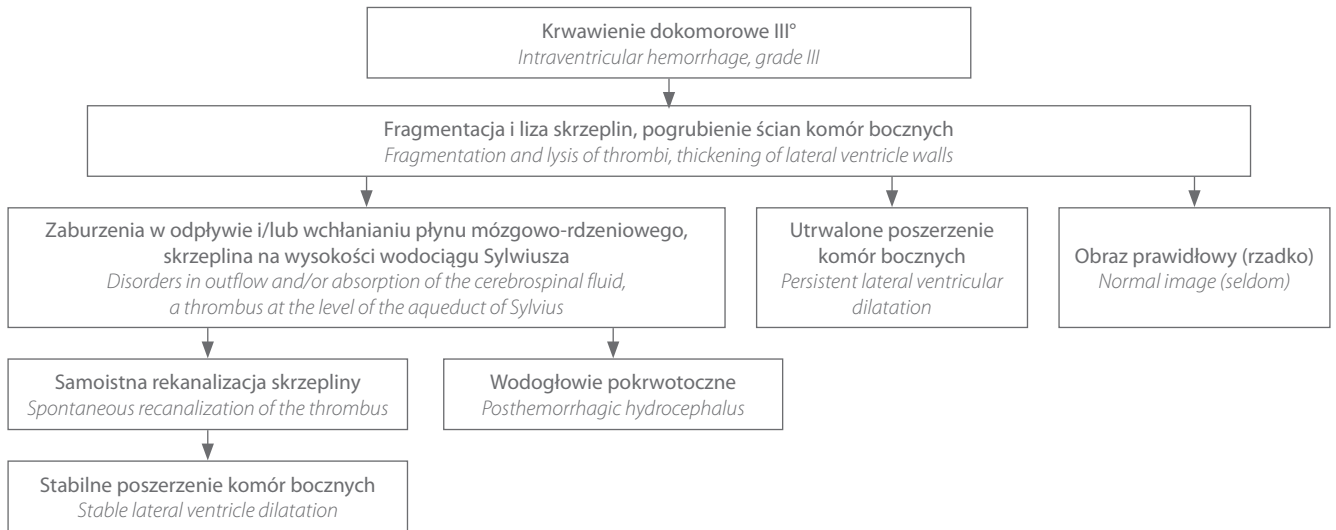 Krwawienie dokomorowe III°
Intraventricular hemorrhage, grade III
Fragmentacja i liza skrzeplin, pogrubienie ścian komór bocznych
Fragmentation and lysis of thrombi, thickening of lateral ventricle walls
Zaburzenia w odpływie i/lub wchłanianiu płynu mózgowo-rdzeniowego,
skrzeplina na wysokości wodociągu Sylwiusza
Disorders in outflow and/or absorption of the cerebrospinal fluid,
a thrombus at the level of the aqueduct of Sylvius
Utrwalone poszerzenie
komór bocznych
Persistent lateral ventricular
dilatation
Obraz prawidłowy (rzadko)
Normal image (seldom)
Samoistna rekanalizacja skrzepliny
Spontaneous recanalization of the thrombus
Wodogłowie pokrwotoczne
Posthemorrhagic hydrocephalus
Stabilne poszerzenie komór bocznych
Stable lateral ventricle dilatation